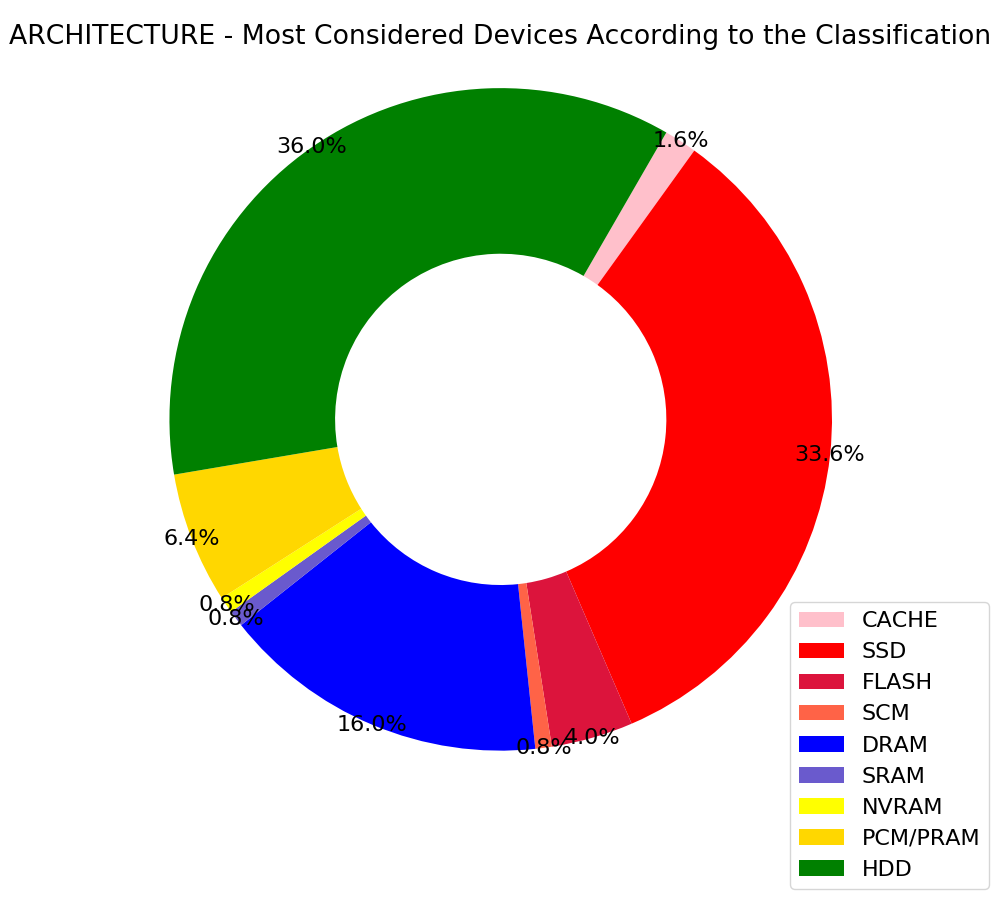 ARCHITECTURE - Most Considered Devices According to the Classification
1.6%
36.0%
33.6%
6.4%
0.8%
0.8%
16.0%
4.0%
0.8%
CACHE
SSD
FLASH
SCM
DRAM
SRAM
NVRAM
PCM/PRAM
HDD